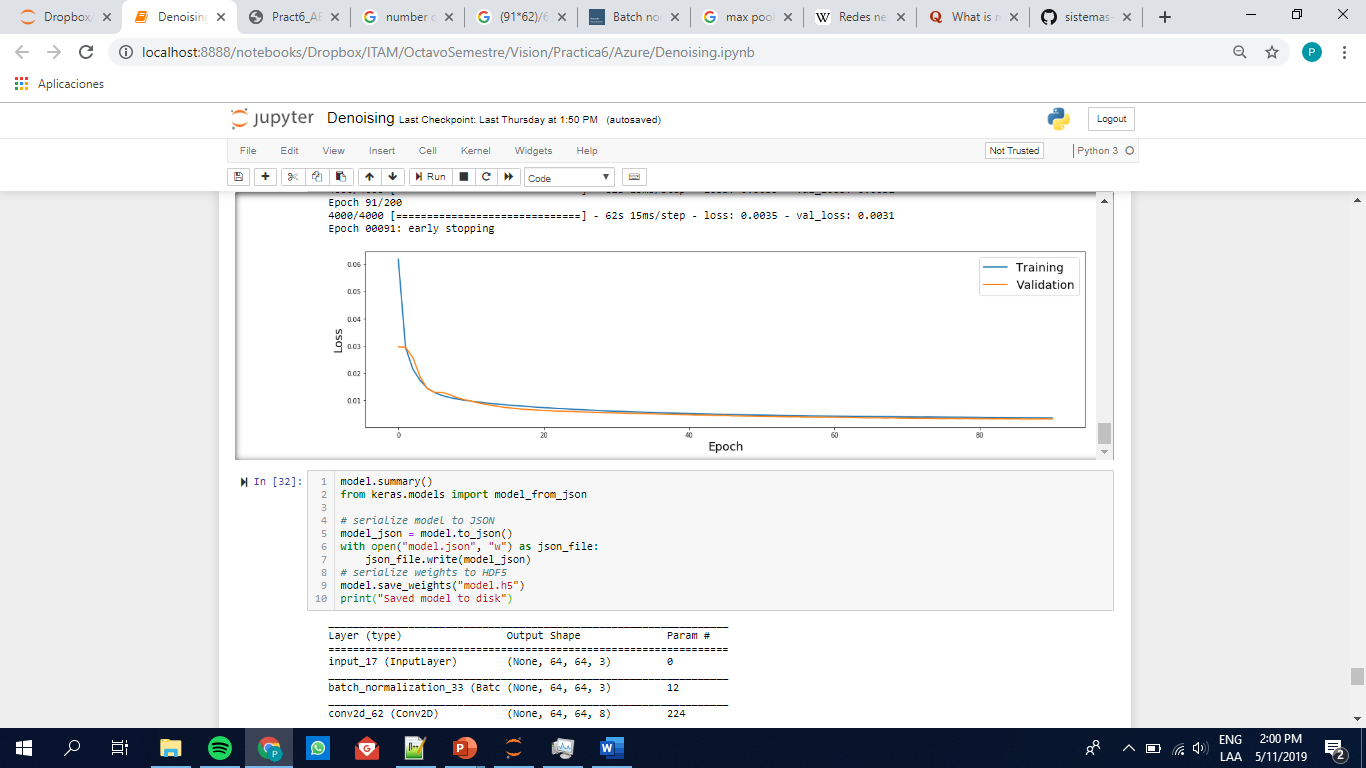 Dropbox/
Denoising
Pract6_AE
number c
(91*62)/6
Batch no
max pool
Redes ne
What is n
sistemas-
localhost:8888/notebooks/Dropbox/ITAM/OctavoSemestre/Vision/Practica6/Azure/Denoising.ipynb
P
Aplicaciones
jupyter Denoising Last Checkpoint: Last Thursday at 1:50 PM (autosaved)
Logout
File Edit View Insert Cell Kernel Widgets Help
Not Trusted
Python 3
Run
Code
Epoch 91/200
4000/4000 [==============================] - 62s 15ms/step - loss: 0.0035 - val_loss: 0.0031
Epoch 00091: early stopping
Training
Validation
0.06
0.05
0.04
0.03
0.02
0.01
Loss
0 20 40 60 80
Epoch
In [32]:
1 model.summary()
2 from keras.models import model_from_json
3
4 # serialize model to JSON
5 model_json = model.to_json()
6 with open("model.json", "w") as json_file:
7 json_file.write(model_json)
8 # serialize weights to HDF5
9 model.save_weights("model.h5")
10 print("Saved model to disk")
_________________________________________________________________
Layer (type) Output Shape Param #
=================================================================
input_17 (InputLayer) (None, 64, 64, 3) 0
_________________________________________________________________
batch_normalization_33 (Batc (None, 64, 64, 3) 12
_________________________________________________________________
conv2d_62 (Conv2D) (None, 64, 64, 8) 224
ENG
LAA
2:00 PM
5/11/2019
2